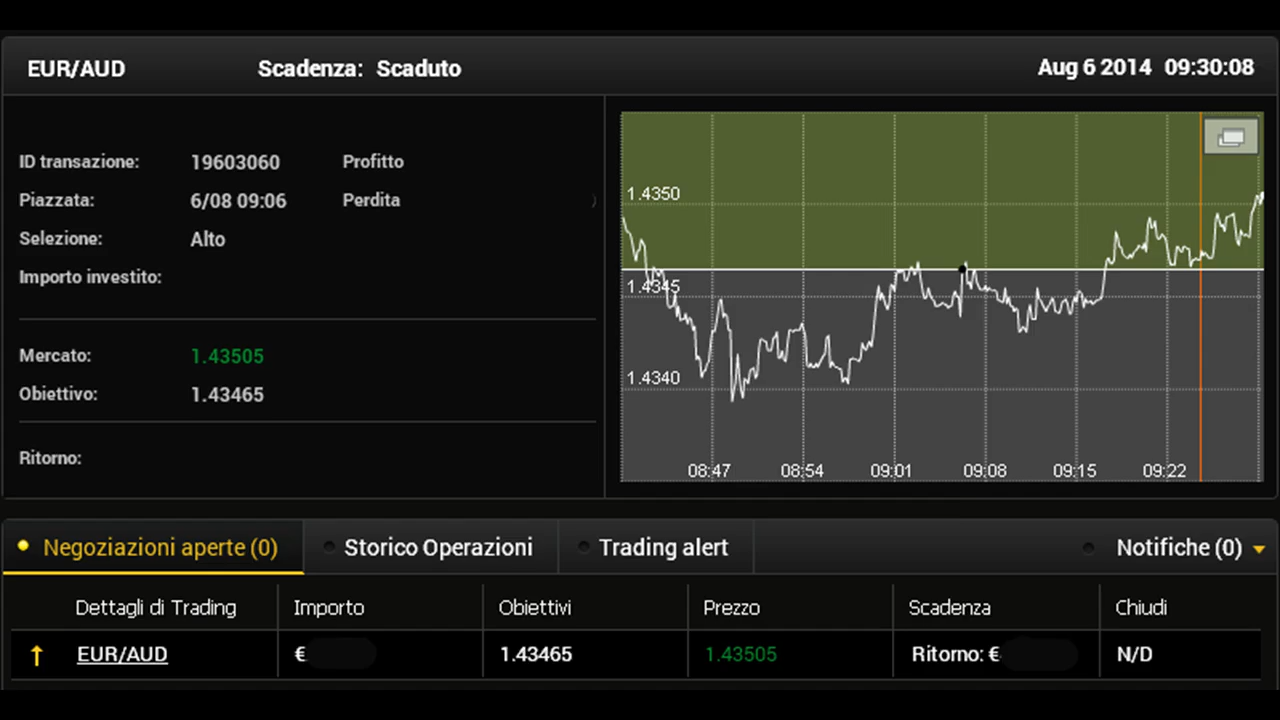 EUR/AUD Scadenza: Scaduto Aug 6 2014 09:30:08
ID transazione: 19603060 Profitto
Piazzata: 6/08 09:06 Perdita
Selezione: Alto
Importo investito:
Mercato: 1.43505
Obiettivo: 1.43465
Ritorno:
1.4350
1.4345
1.4340
08:47 08:54 09:01 09:08 09:15 09:22
Negoziazioni aperte (0) Storico Operazioni Trading alert Notifiche (0)
Dettagli di Trading Importo Obiettivi Prezzo Scadenza Chiudi
EUR/AUD € 1.43465 1.43505 Ritorno: € N/D